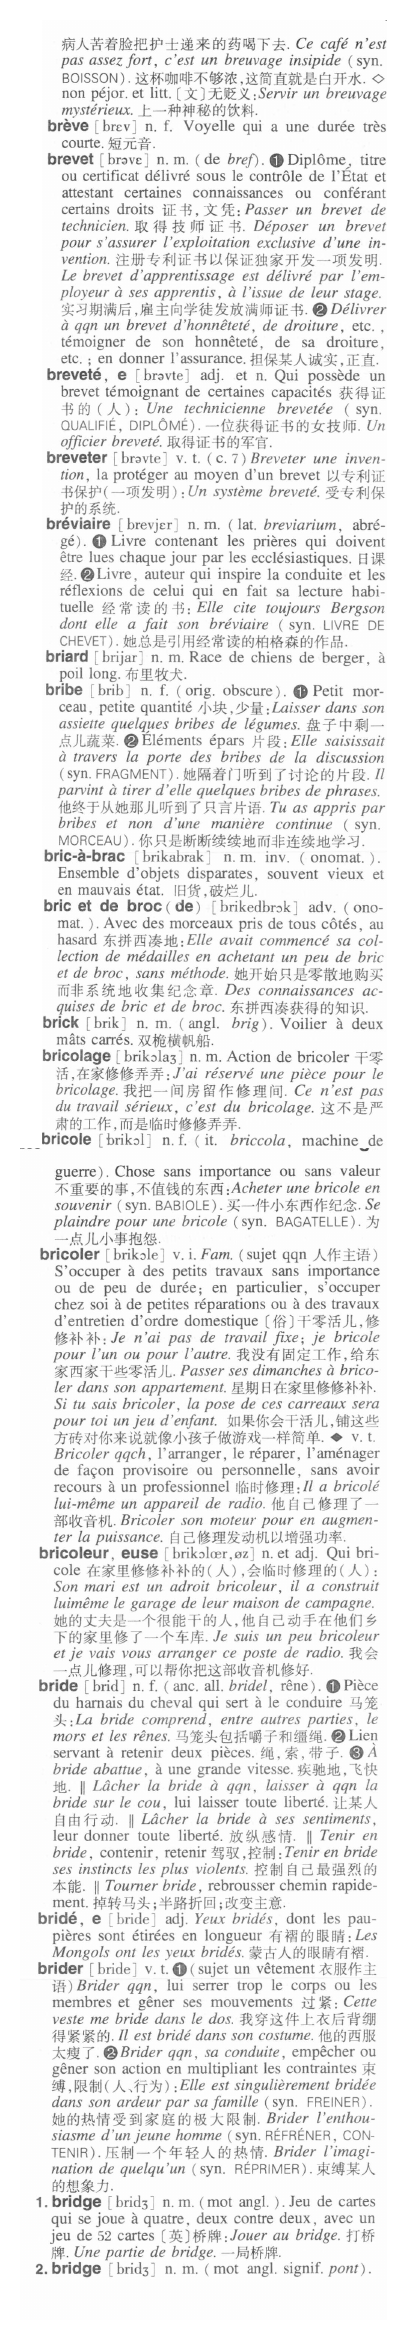 病人苦着脸把护士递来的药喝下去. Ce café n'est
pas assez fort, c'est un breuvage insipide (syn.
BOISSON). 这杯咖啡不够浓,这简直就是白开水. ◇
non péjor. et litt. [文]无贬义:Servir un breuvage
mystérieux. 上一种神秘的饮料.
brève [brɛv] n. f. Voyelle qui a une durée très
courte. 短元音.
brevet [brəvɛ] n. m. (de bref). ❶ Diplôme, titre
ou certificat délivré sous le contrôle de l'État et
attestant certaines connaissances ou conférant
certains droits 证书,文凭: Passer un brevet de
technicien. 取得技师证书. Déposer un brevet
pour s'assurer l'exploitation exclusive d'une in-
vention. 注册专利证书以保证独家开发一项发明.
Le brevet d'apprentissage est délivré par l'em-
ployeur à ses apprentis, à l'issue de leur stage.
实习期满后,雇主向学徒发放满师证书. ❷ Délivrer
à qqn un brevet d'honnêteté, de droiture, etc.,
témoigner de son honnêteté, de sa droiture,
etc.; en donner l'assurance. 担保某人诚实,正直.
breveté, e [brəvte] adj. et n. Qui possède un
brevet témoignant de certaines capacités 获得证
书的(人): Une technicienne brevetée (syn.
QUALIFIÉ, DIPLÔMÉ). 一位获得证书的女技师. Un
officier breveté. 取得证书的军官.
breveter [brəvte] v. t. (c. 7) Breveter une inven-
tion, la protéger au moyen d'un brevet 以专利证
书保护(一项发明): Un système breveté. 受专利保
护的系统.
bréviaire [brevjɛr] n. m. (lat. breviarium, abré-
gé). ❶ Livre contenant les prières qui doivent
être lues chaque jour par les ecclésiastiques. 日课
经. ❷ Livre, auteur qui inspire la conduite et les
réflexions de celui qui en fait sa lecture habi-
tuelle 经常读的书: Elle cite toujours Bergson
dont elle a fait son bréviaire (syn. LIVRE DE
CHEVET). 她总是引用经常读的柏格森的作品.
briard [brijar] n. m. Race de chiens de berger, à
poil long. 布里牧犬.
bribe [brib] n. f. (orig. obscure). ❶ Petit mor-
ceau, petite quantité 小块,少量: Laisser dans son
assiette quelques bribes de légumes. 盘子中剩一
点儿蔬菜. ❷ Éléments épars 片段: Elle saisissait
à travers la porte des bribes de la discussion
(syn. FRAGMENT). 她隔着门听到了讨论的片段. Il
parvint à tirer d'elle quelques bribes de phrases.
他终于从她那儿听到了只言片语. Tu as appris par
bribes et non d'une manière continue (syn.
MORCEAU). 你只是断断续续地而非连续地学习.
bric-à-brac [brikabrak] n. m. inv. (onomat.).
Ensemble d'objets disparates, souvent vieux et
en mauvais état. 旧货,破烂儿.
bric et de broc (de) [brikedbrɔk] adv. (ono-
mat.). Avec des morceaux pris de tous côtés, au
hasard 东拼西凑地: Elle avait commencé sa col-
lection de médailles en achetant un peu de bric
et de broc, sans méthode. 她开始只是零散地购买
而非系统地收集纪念章. Des connaissances ac-
quises de bric et de broc. 东拼西凑获得的知识.
brick [brik] n. m. (angl. brig). Voilier à deux
mâts carrés. 双桅横帆船.
bricolage [brikɔlaʒ] n. m. Action de bricoler 干零
活,在家修修弄弄: J'ai réservé une pièce pour le
bricolage. 我把一间房留作修理间. Ce n'est pas
du travail sérieux, c'est du bricolage. 这不是严
肃的工作,而是临时修修弄弄.
bricole [brikɔl] n. f. (it. briccola, machine de
guerre). Chose sans importance ou sans valeur
不重要的事,不值钱的东西: Acheter une bricole en
souvenir (syn. BABIOLE). 买一件小东西作纪念. Se
plaindre pour une bricole (syn. BAGATELLE). 为
一点儿小事抱怨.
bricoler [brikɔle] v. i. Fam. (sujet qqn 人作主语)
S'occuper à des petits travaux sans importance
ou de peu de durée; en particulier, s'occuper
chez soi à de petites réparations ou à des travaux
d'entretien d'ordre domestique [俗]干零活儿,修
修补补: Je n'ai pas de travail fixe; je bricole
pour l'un ou pour l'autre. 我没有固定工作,给东
家西家干些零活儿. Passer ses dimanches à brico-
ler dans son appartement. 星期日在家里修修补补.
Si tu sais bricoler, la pose de ces carreaux sera
pour toi un jeu d'enfant. 如果你会干活儿,铺这些
方砖对你来说就像小孩子做游戏一样简单. ◆ v. t.
Bricoler qqch, l'arranger, le réparer, l'aménager
de façon provisoire ou personnelle, sans avoir
recours à un professionnel 临时修理: Il a bricolé
lui-même un appareil de radio. 他自己修理了一
部收音机. Bricoler son moteur pour en augmen-
ter la puissance. 自己修理发动机以增强功率.
bricoleur, euse [brikɔlœr,øz] n. et adj. Qui bri-
cole 在家里修修补补的(人),会临时修理的(人):
Son mari est un adroit bricoleur, il a construit
luimême le garage de leur maison de campagne.
她的丈夫是一个很能干的人,他自己动手在他们乡
下的家里修了一个车库. Je suis un peu bricoleur
et je vais vous arranger ce poste de radio. 我会
一点儿修理,可以帮你把这部收音机修好.
bride [brid] n. f. (anc. all. bridel, rêne). ❶ Pièce
du harnais du cheval qui sert à le conduire 马笼
头: La bride comprend, entre autres parties, le
mors et les rênes. 马笼头包括嚼子和缰绳. ❷ Lien
servant à retenir deux pièces. 绳,索,带子. ❸ À
bride abattue, à une grande vitesse. 疾驰地,飞快
地. ‖ Lâcher la bride à qqn, laisser à qqn la
bride sur le cou, lui laisser toute liberté. 让某人
自由行动. ‖ Lâcher la bride à ses sentiments,
leur donner toute liberté. 放纵感情. ‖ Tenir en
bride, contenir, retenir 驾驭,控制: Tenir en bride
ses instincts les plus violents. 控制自己最强烈的
本能. ‖ Tourner bride, rebrousser chemin rapide-
ment. 掉转马头;半路折回;改变主意.
bridé, e [bride] adj. Yeux bridés, dont les pau-
pières sont étirées en longueur 有褶的眼睛: Les
Mongols ont les yeux bridés. 蒙古人的眼睛有褶.
brider [bride] v. t. ❶ (sujet un vêtement 衣服作主
语) Brider qqn, lui serrer trop le corps ou les
membres et gêner ses mouvements 过紧: Cette
veste me bride dans le dos. 我穿这件上衣后背绷
得紧紧的. Il est bridé dans son costume. 他的西服
太瘦了. ❷ Brider qqn, sa conduite, empêcher ou
gêner son action en multipliant les contraintes 束
缚,限制(人、行为): Elle est singulièrement bridée
dans son ardeur par sa famille (syn. FREINER).
她的热情受到家庭的极大限制. Brider l'enthou-
siasme d'un jeune homme (syn. RÉFRÉNER, CON-
TENIR). 压制一个年轻人的热情. Brider l'imagi-
nation de quelqu'un (syn. RÉPRIMER). 束缚某人
的想象力.
1. bridge [bridʒ] n. m. (mot angl.). Jeu de cartes
qui se joue à quatre, deux contre deux, avec un
jeu de 52 cartes [英]桥牌: Jouer au bridge. 打桥
牌. Une partie de bridge. 一局桥牌.
2. bridge [bridʒ] n. m. (mot angl. signif. pont).